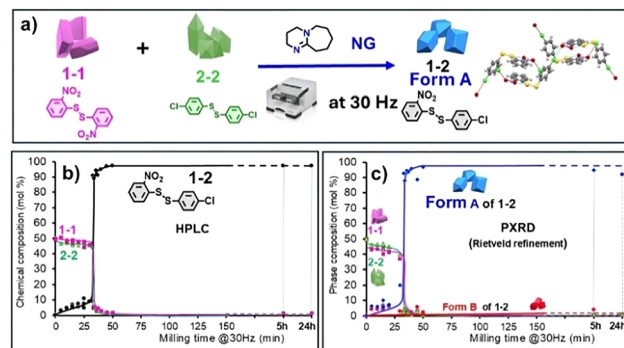 a)
+
NG
1-1
2-2
1-2
Form A
at 30 Hz
NO₂
S
S
O₂N
Cl
S
S
Cl
N
N
NO₂
S
S
Cl
b)
1-2
NO₂
S
S
Cl
HPLC
1-1
2-2
Chemical composition (mol %)
100
90
80
70
60
50
40
30
20
10
0
0 25 50 75 100 125 150 5h 24h
Milling time @30Hz (min)
c)
Form A of 1-2
PXRD
(Rietveld refinement)
1-1
2-2
Form B of 1-2
Phase composition (mol %)
100
90
80
70
60
50
40
30
20
10
0
0 25 50 75 100 125 150 5h 24h
Milling time @30Hz (min)